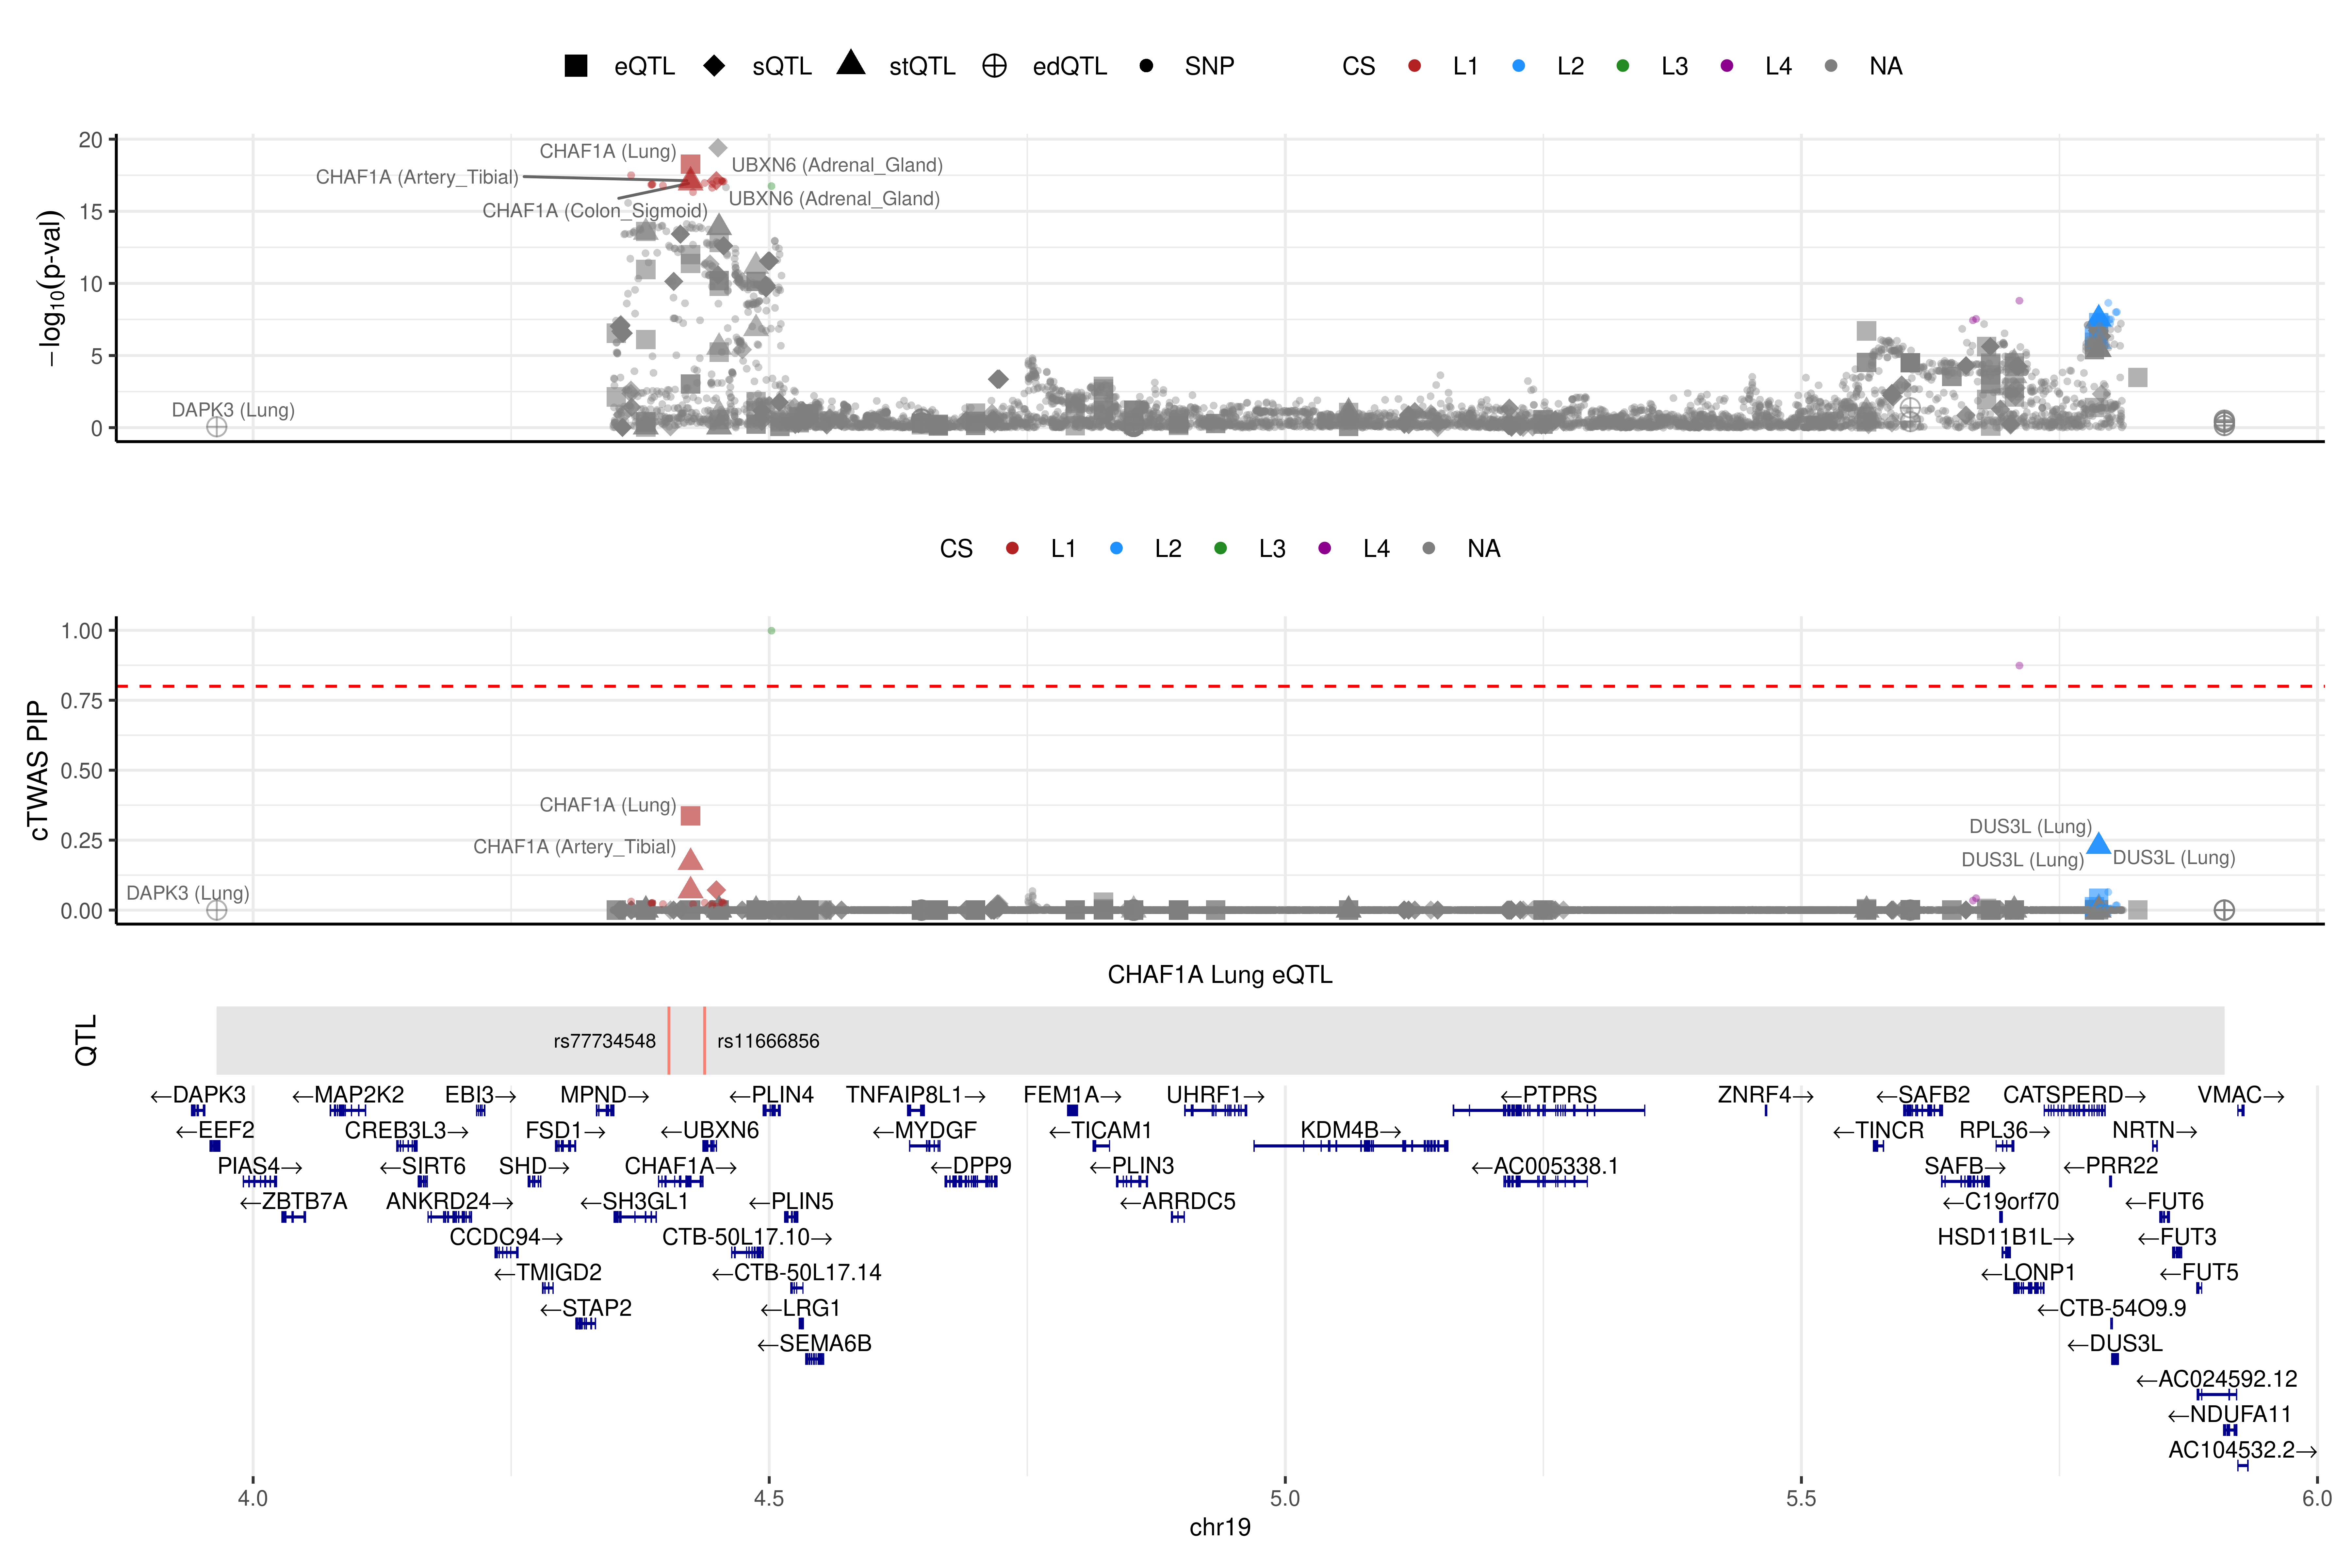 eQTL sQTL stQTL edQTL SNP CS L1 L2 L3 L4 NA
20
15
10
5
0
−log10(p-val)
CHAF1A (Lung)
UBXN6 (Adrenal_Gland)
CHAF1A (Artery_Tibial)
UBXN6 (Adrenal_Gland)
CHAF1A (Colon_Sigmoid)
DAPK3 (Lung)
CS L1 L2 L3 L4 NA
1.00
0.75
0.50
0.25
0.00
cTWAS PIP
CHAF1A (Lung)
DUS3L (Lung)
CHAF1A (Artery_Tibial)
DUS3L (Lung) DUS3L (Lung)
DAPK3 (Lung)
CHAF1A Lung eQTL
QTL
rs77734548 rs11666856
←DAPK3 ←MAP2K2 EBI3→ MPND→ ←PLIN4 TNFAIP8L1→ FEM1A→ UHRF1→ ←PTPRS ZNRF4→ ←SAFB2 CATSPERD→ VMAC→
←EEF2 CREB3L3→ FSD1→ ←UBXN6 ←MYDGF ←TICAM1 KDM4B→ ←TINCR RPL36→ NRTN→
PIAS4→ ←SIRT6 SHD→ CHAF1A→ ←DPP9 ←PLIN3 ←AC005338.1 SAFB→ ←PRR22
←ZBTB7A ANKRD24→ ←SH3GL1 ←PLIN5 ←ARRDC5 ←C19orf70 ←FUT6
CCDC94→ CTB-50L17.10→ HSD11B1L→ ←FUT3
←TMIGD2 ←CTB-50L17.14 ←LONP1 ←FUT5
←STAP2 ←LRG1 ←CTB-54O9.9
←SEMA6B ←DUS3L
←AC024592.12
←NDUFA11
AC104532.2→
4.0 4.5 5.0 5.5 6.0
chr19